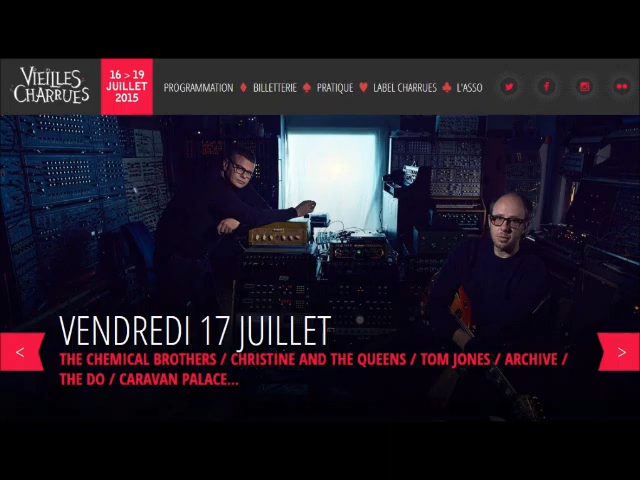 VIEILLES
CHARRUES
16 > 19
JUILLET
2015
PROGRAMMATION ♦ BILLETTERIE ♠ PRATIQUE ♥ LABEL CHARRUES ♣ L'ASSO
VENDREDI 17 JUILLET
THE CHEMICAL BROTHERS / CHRISTINE AND THE QUEENS / TOM JONES / ARCHIVE /
THE DO / CARAVAN PALACE...
< >